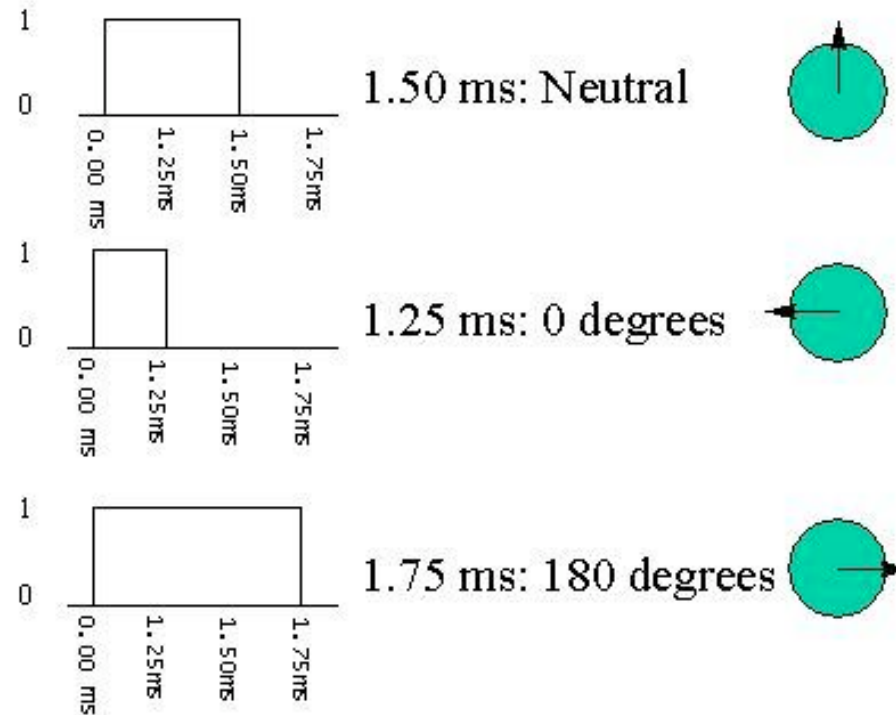 1
0
0.00 ms
1.25ms
1.50ms
1.75ms
1.50 ms: Neutral
1
0
0.00 ms
1.25ms
1.50ms
1.75ms
1.25 ms: 0 degrees
1
0
0.00 ms
1.25ms
1.50ms
1.75ms
1.75 ms: 180 degrees